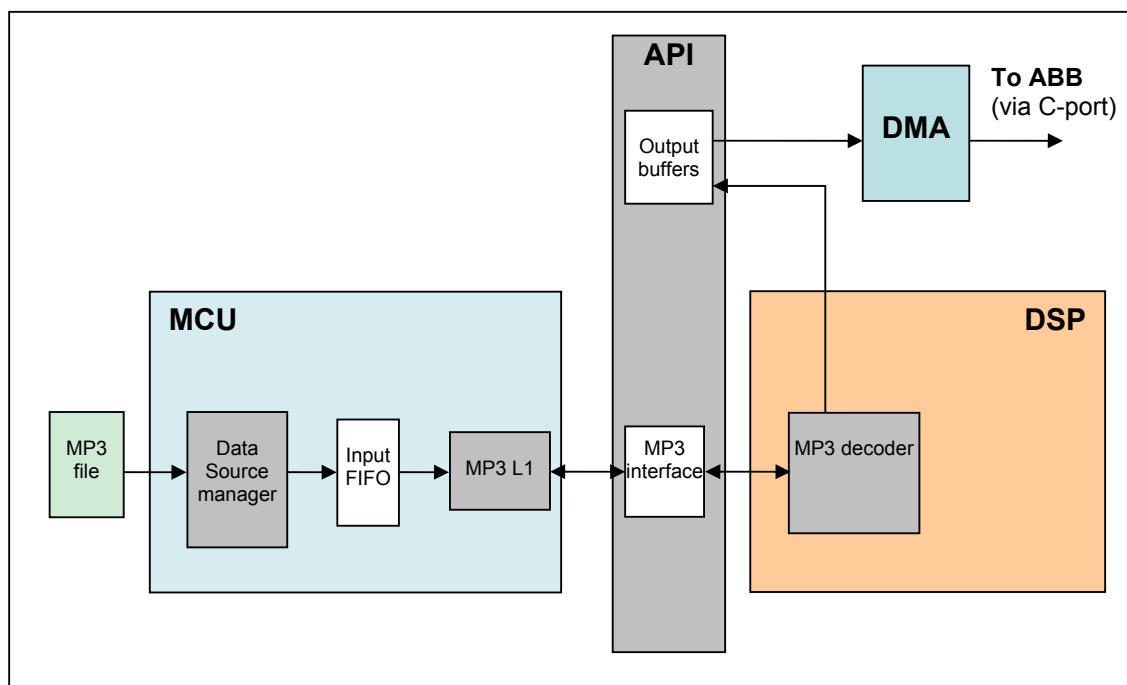 API
To ABB
(via C-port)
DMA
Output
buffers
MCU
DSP
MP3
file
Data
Source
manager
Input
FIFO
MP3 L1
MP3
interface
MP3 decoder